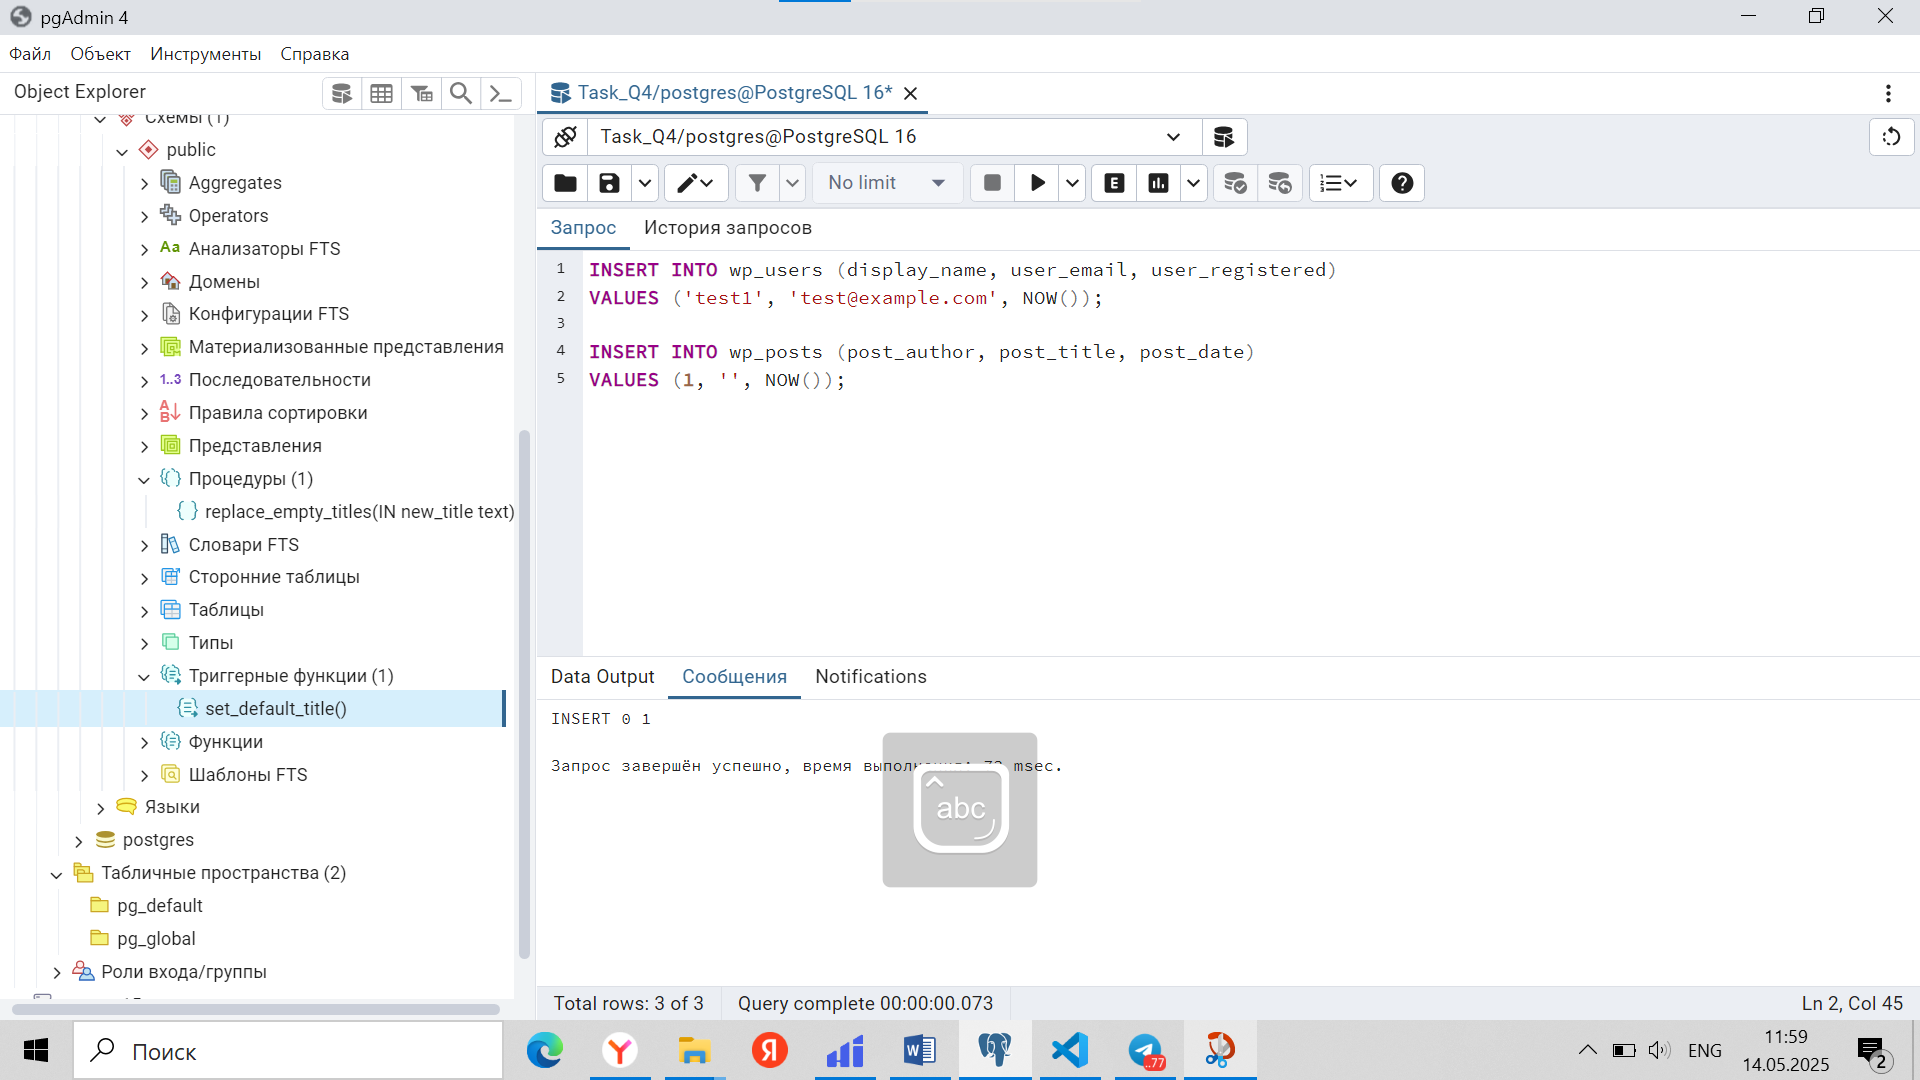 pgAdmin 4
Файл Объект Инструменты Справка
Object Explorer
Схемы (1)
public
Aggregates
Operators
Aa Анализаторы FTS
Домены
Конфигурации FTS
Материализованные представления
1..3 Последовательности
Правила сортировки
Представления
Процедуры (1)
replace_empty_titles(IN new_title text)
Словари FTS
Сторонние таблицы
Таблицы
Типы
Триггерные функции (1)
set_default_title()
Функции
Шаблоны FTS
Языки
postgres
Табличные пространства (2)
pg_default
pg_global
Роли входа/группы
Task_Q4/postgres@PostgreSQL 16*
Task_Q4/postgres@PostgreSQL 16
No limit
E
Запрос История запросов
1 INSERT INTO wp_users (display_name, user_email, user_registered)
2 VALUES ('test1', 'test@example.com', NOW());
3
4 INSERT INTO wp_posts (post_author, post_title, post_date)
5 VALUES (1, '', NOW());
Data Output Сообщения Notifications
INSERT 0 1
Запрос завершён успешно, время msec.
abc
Total rows: 3 of 3 Query complete 00:00:00.073 Ln 2, Col 45
Поиск
Я
..77
ENG
11:59
14.05.2025
2